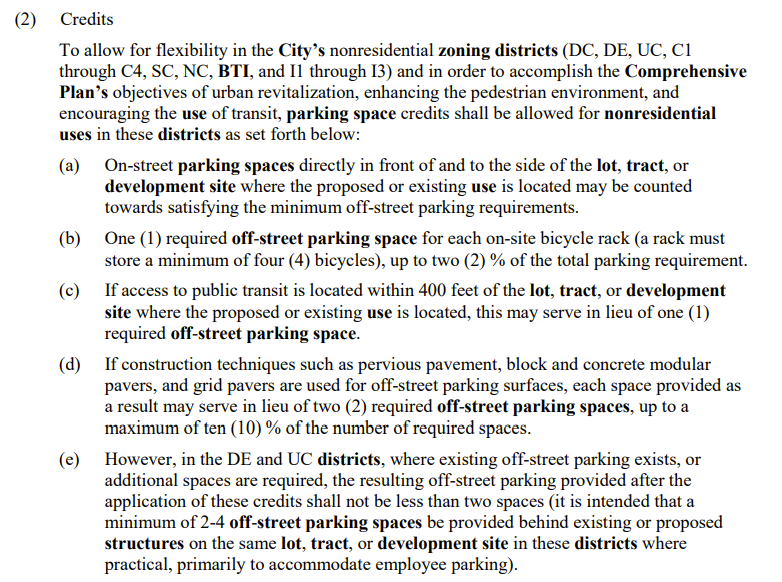 (2) Credits
To allow for flexibility in the City’s nonresidential zoning districts (DC, DE, UC, C1
through C4, SC, NC, BTI, and I1 through I3) and in order to accomplish the Comprehensive
Plan’s objectives of urban revitalization, enhancing the pedestrian environment, and
encouraging the use of transit, parking space credits shall be allowed for nonresidential
uses in these districts as set forth below:
(a) On-street parking spaces directly in front of and to the side of the lot, tract, or
development site where the proposed or existing use is located may be counted
towards satisfying the minimum off-street parking requirements.
(b) One (1) required off-street parking space for each on-site bicycle rack (a rack must
store a minimum of four (4) bicycles), up to two (2) % of the total parking requirement.
(c) If access to public transit is located within 400 feet of the lot, tract, or development
site where the proposed or existing use is located, this may serve in lieu of one (1)
required off-street parking space.
(d) If construction techniques such as pervious pavement, block and concrete modular
pavers, and grid pavers are used for off-street parking surfaces, each space provided as
a result may serve in lieu of two (2) required off-street parking spaces, up to a
maximum of ten (10) % of the number of required spaces.
(e) However, in the DE and UC districts, where existing off-street parking exists, or
additional spaces are required, the resulting off-street parking provided after the
application of these credits shall not be less than two spaces (it is intended that a
minimum of 2-4 off-street parking spaces be provided behind existing or proposed
structures on the same lot, tract, or development site in these districts where
practical, primarily to accommodate employee parking).